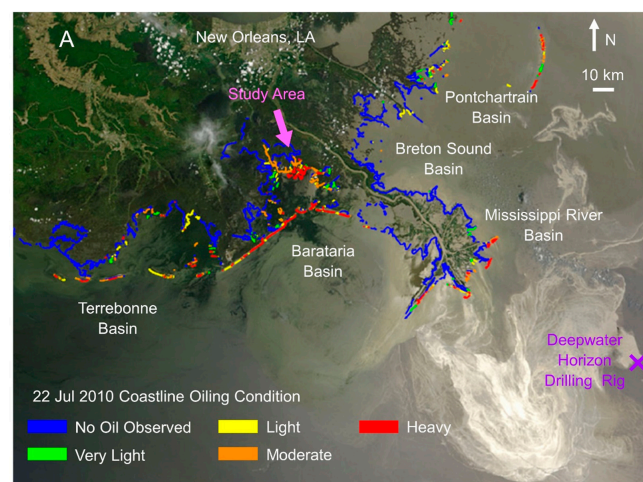 A
New Orleans, LA
N
10 km
Study Area
Pontchartrain
Basin
Breton Sound
Basin
Mississippi River
Basin
Barataria
Basin
Terrebonne
Basin
Deepwater
Horizon
Drilling Rig
22 Jul 2010 Coastline Oiling Condition
No Oil Observed
Light
Heavy
Very Light
Moderate